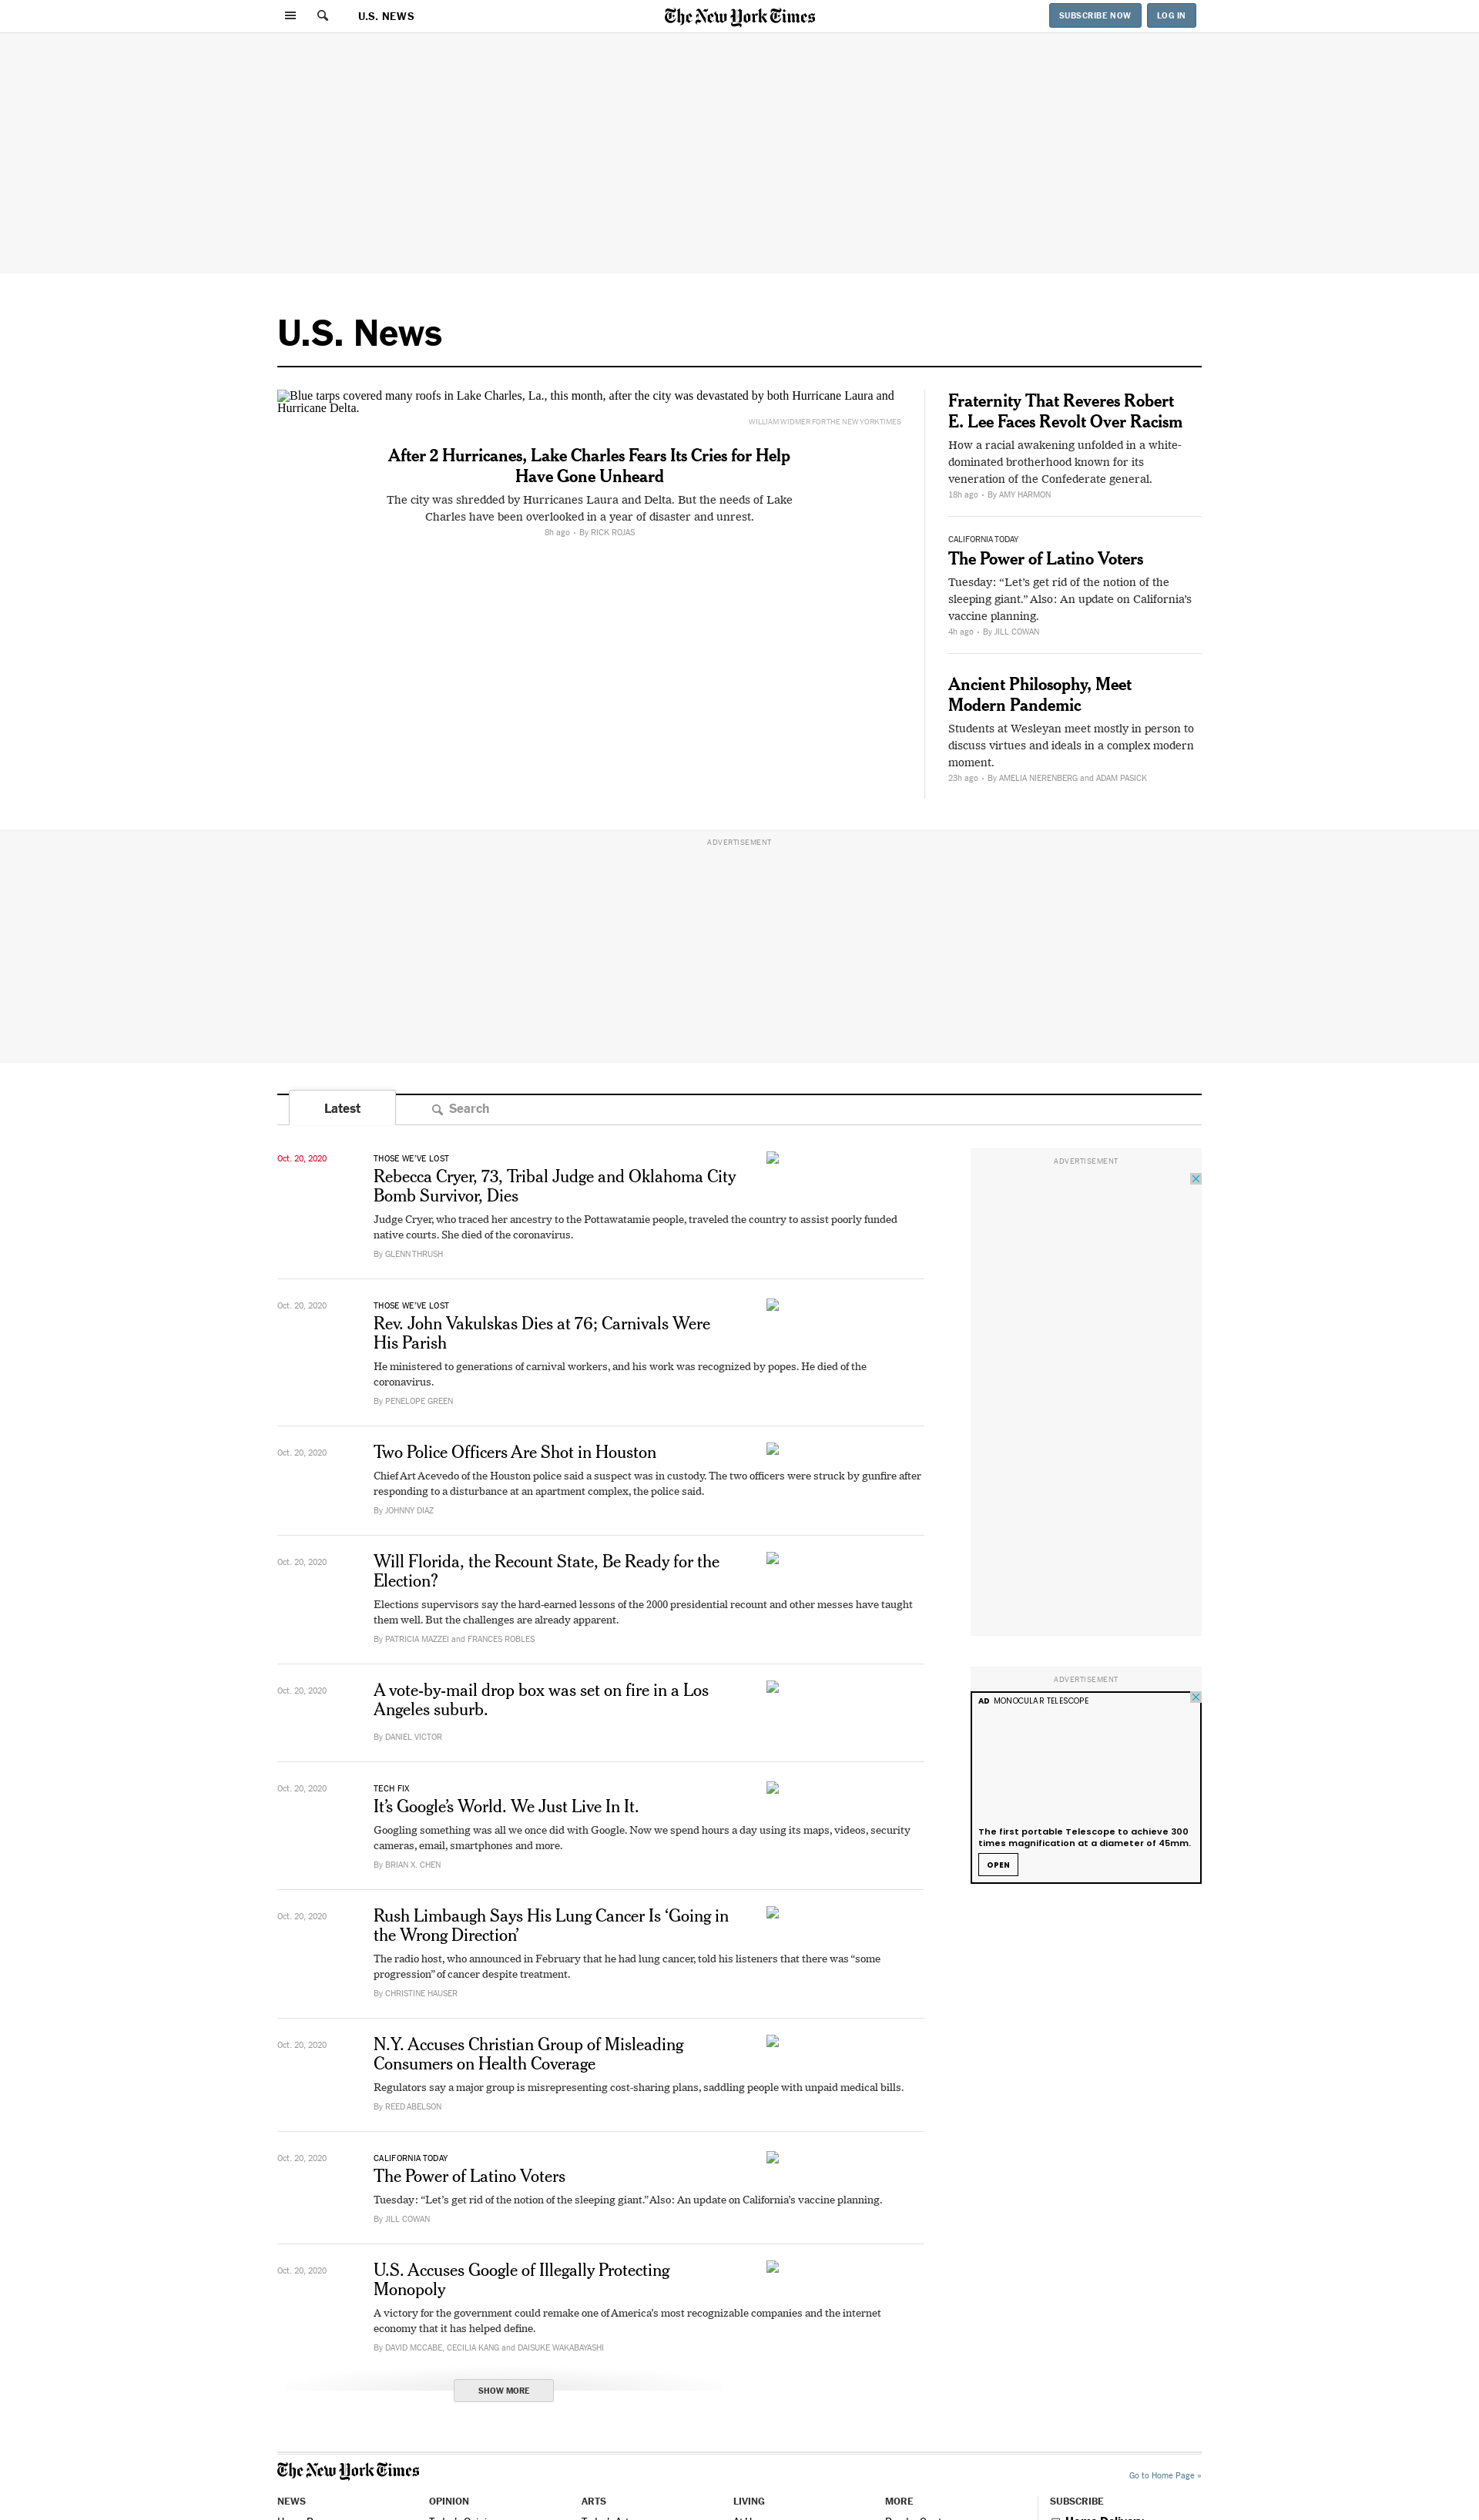 U.S. NEWS
The New York Times
SUBSCRIBE NOW
LOG IN
U.S. News
Blue tarps covered many roofs in Lake Charles, La., this month, after the city was devastated by both Hurricane Laura and
Hurricane Delta.
WILLIAM WIDMER FOR THE NEW YORK TIMES
After 2 Hurricanes, Lake Charles Fears Its Cries for Help
Have Gone Unheard
The city was shredded by Hurricanes Laura and Delta. But the needs of Lake
Charles have been overlooked in a year of disaster and unrest.
8h ago • By RICK ROJAS
Fraternity That Reveres Robert
E. Lee Faces Revolt Over Racism
How a racial awakening unfolded in a white-
dominated brotherhood known for its
veneration of the Confederate general.
18h ago • By AMY HARMON
CALIFORNIA TODAY
The Power of Latino Voters
Tuesday: “Let’s get rid of the notion of the
sleeping giant.” Also: An update on California’s
vaccine planning.
4h ago • By JILL COWAN
Ancient Philosophy, Meet
Modern Pandemic
Students at Wesleyan meet mostly in person to
discuss virtues and ideals in a complex modern
moment.
23h ago • By AMELIA NIERENBERG and ADAM PASICK
ADVERTISEMENT
Latest
Search
Oct. 20, 2020
THOSE WE’VE LOST
Rebecca Cryer, 73, Tribal Judge and Oklahoma City
Bomb Survivor, Dies
Judge Cryer, who traced her ancestry to the Pottawatamie people, traveled the country to assist poorly funded
native courts. She died of the coronavirus.
By GLENN THRUSH
Oct. 20, 2020
THOSE WE’VE LOST
Rev. John Vakulskas Dies at 76; Carnivals Were
His Parish
He ministered to generations of carnival workers, and his work was recognized by popes. He died of the
coronavirus.
By PENELOPE GREEN
Oct. 20, 2020
Two Police Officers Are Shot in Houston
Chief Art Acevedo of the Houston police said a suspect was in custody. The two officers were struck by gunfire after
responding to a disturbance at an apartment complex, the police said.
By JOHNNY DIAZ
Oct. 20, 2020
Will Florida, the Recount State, Be Ready for the
Election?
Elections supervisors say the hard-earned lessons of the 2000 presidential recount and other messes have taught
them well. But the challenges are already apparent.
By PATRICIA MAZZEI and FRANCES ROBLES
Oct. 20, 2020
A vote-by-mail drop box was set on fire in a Los
Angeles suburb.
By DANIEL VICTOR
Oct. 20, 2020
TECH FIX
It’s Google’s World. We Just Live In It.
Googling something was all we once did with Google. Now we spend hours a day using its maps, videos, security
cameras, email, smartphones and more.
By BRIAN X. CHEN
Oct. 20, 2020
Rush Limbaugh Says His Lung Cancer Is ‘Going in
the Wrong Direction’
The radio host, who announced in February that he had lung cancer, told his listeners that there was “some
progression” of cancer despite treatment.
By CHRISTINE HAUSER
Oct. 20, 2020
N.Y. Accuses Christian Group of Misleading
Consumers on Health Coverage
Regulators say a major group is misrepresenting cost-sharing plans, saddling people with unpaid medical bills.
By REED ABELSON
Oct. 20, 2020
CALIFORNIA TODAY
The Power of Latino Voters
Tuesday: “Let’s get rid of the notion of the sleeping giant.” Also: An update on California’s vaccine planning.
By JILL COWAN
Oct. 20, 2020
U.S. Accuses Google of Illegally Protecting
Monopoly
A victory for the government could remake one of America’s most recognizable companies and the internet
economy that it has helped define.
By DAVID MCCABE, CECILIA KANG and DAISUKE WAKABAYASHI
SHOW MORE
ADVERTISEMENT
ADVERTISEMENT
AD MONOCULAR TELESCOPE
The first portable Telescope to achieve 300
times magnification at a diameter of 45mm.
OPEN
The New York Times
Go to Home Page »
NEWS
OPINION
ARTS
LIVING
MORE
SUBSCRIBE